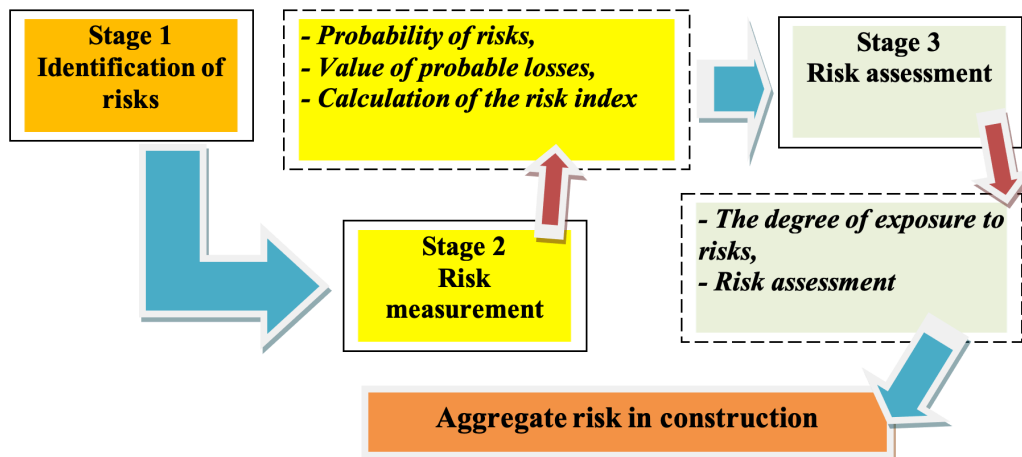 Stage 1
Identification of
risks
- Probability of risks,
- Value of probable losses,
- Calculation of the risk index
Stage 3
Risk assessment
Stage 2
Risk
measurement
- The degree of exposure to
risks,
- Risk assessment
Aggregate risk in construction